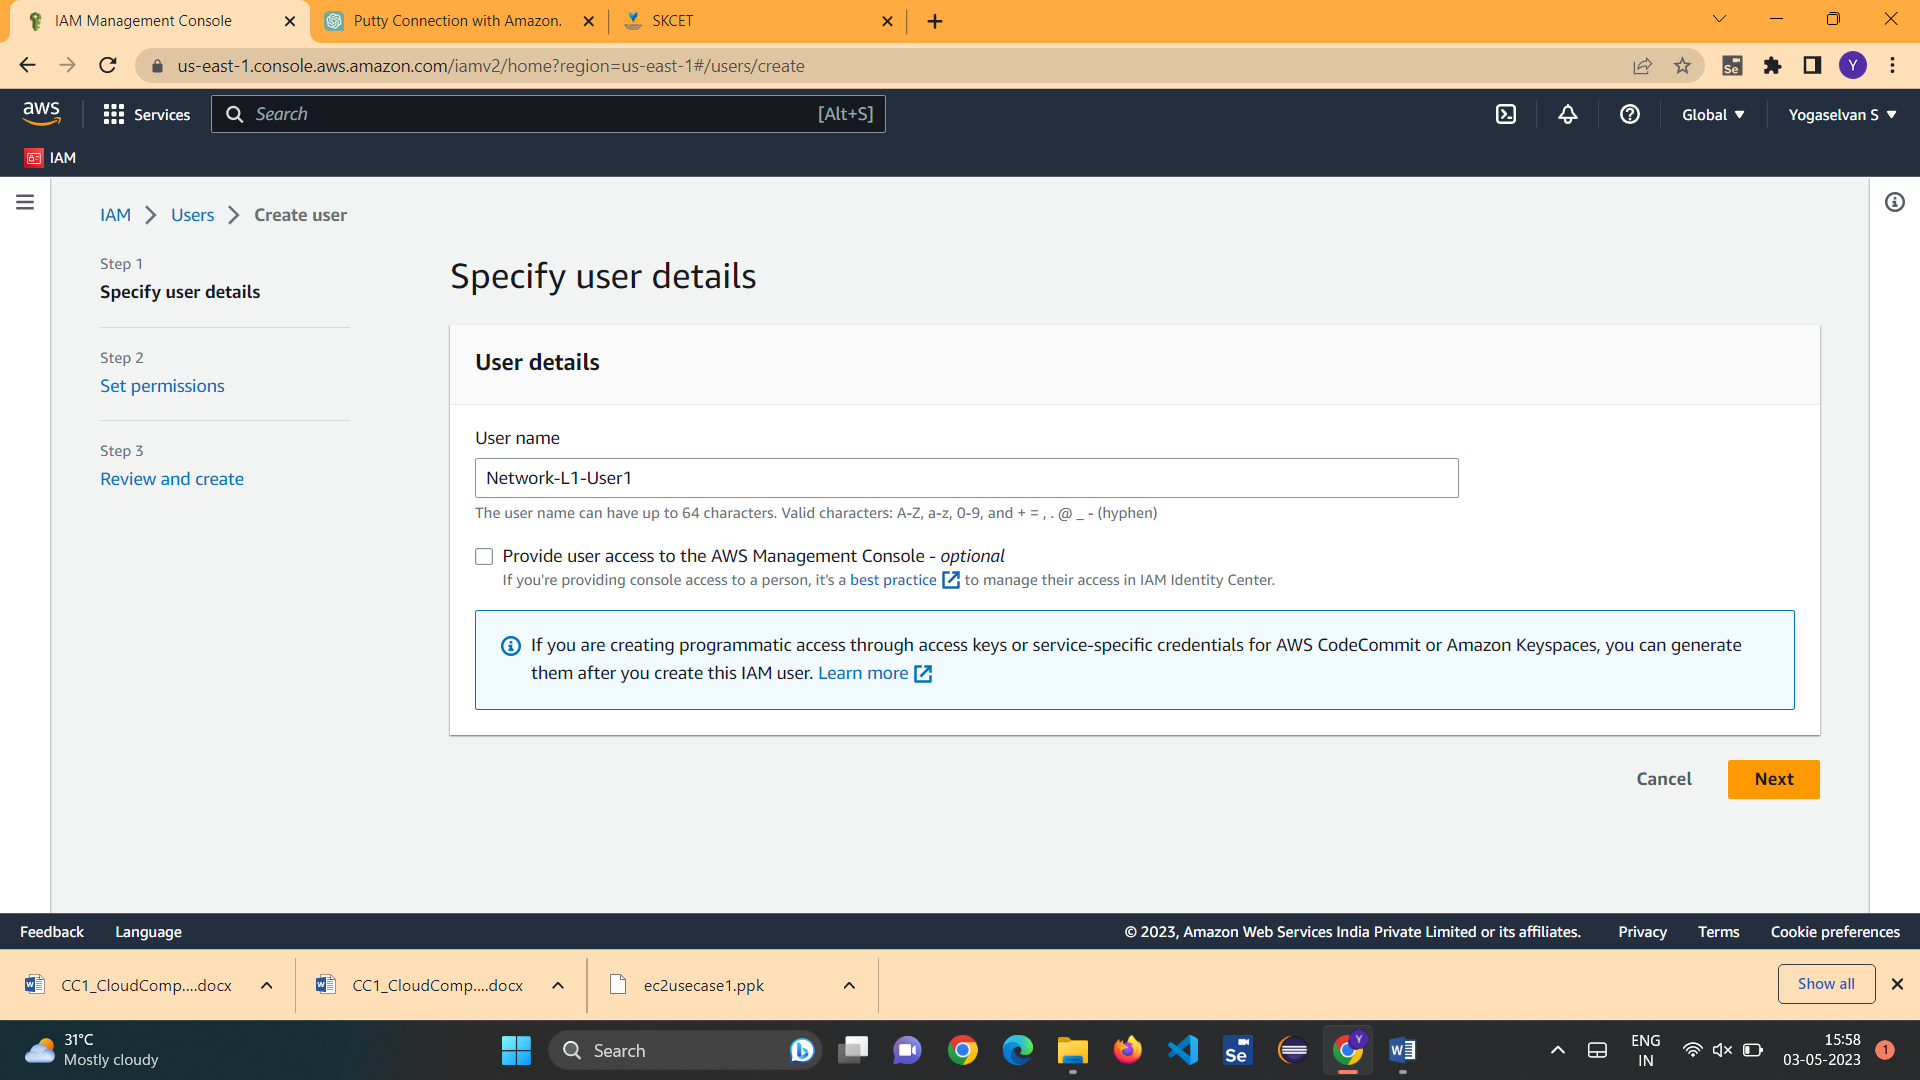 IAM Management Console
Putty Connection with Amazon.
SKCET
us-east-1.console.aws.amazon.com/iamv2/home?region=us-east-1#/users/create
Se
Y
aws
Services
Search
[Alt+S]
Global
Yogaselvan S
IAM
IAM
Users
Create user
Step 1
Specify user details
Step 2
Set permissions
Step 3
Review and create
Specify user details
User details
User name
Network-L1-User1
The user name can have up to 64 characters. Valid characters: A-Z, a-z, 0-9, and + = , . @ _ - (hyphen)
Provide user access to the AWS Management Console - optional
If you're providing console access to a person, it's a best practice to manage their access in IAM Identity Center.
If you are creating programmatic access through access keys or service-specific credentials for AWS CodeCommit or Amazon Keyspaces, you can generate
them after you create this IAM user. Learn more
Cancel
Next
Feedback
Language
© 2023, Amazon Web Services India Private Limited or its affiliates.
Privacy
Terms
Cookie preferences
CC1_CloudComp....docx
CC1_CloudComp....docx
ec2usecase1.ppk
Show all
31°C
Mostly cloudy
Search
Se
Y
ENG
IN
15:58
03-05-2023
1